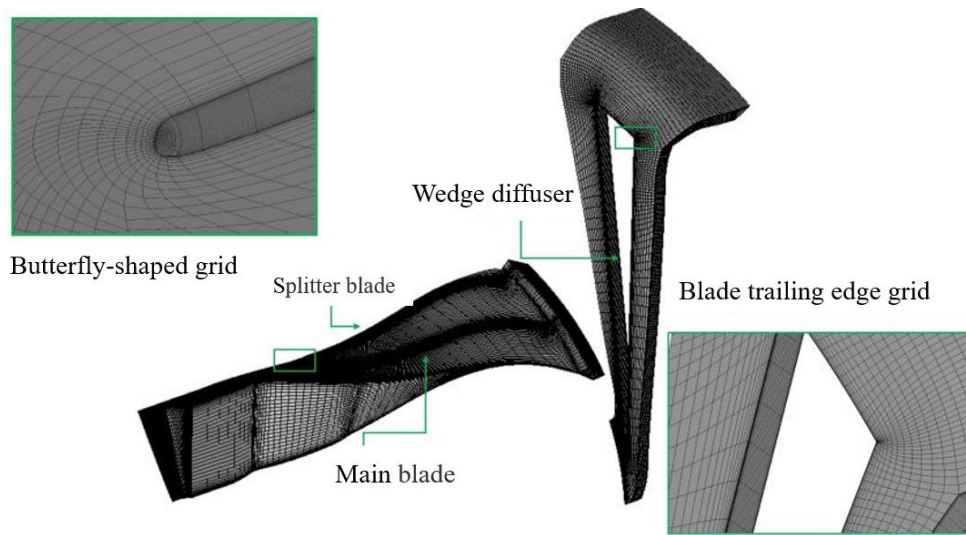 Wedge diffuser
Butterfly-shaped grid
Splitter blade
Blade trailing edge grid
Main blade